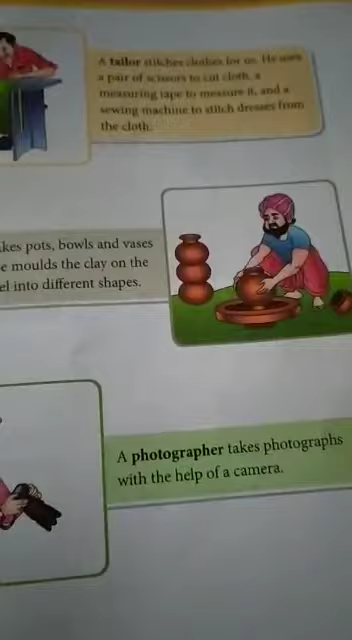 A tailor stitches clothes for us. He uses
a pair of scissors to cut cloth, a
measuring tape to measure it, and a
sewing machine to stitch dresses from
the cloth.
akes pots, bowls and vases
e moulds the clay on the
el into different shapes.
A photographer takes photographs
with the help of a camera.